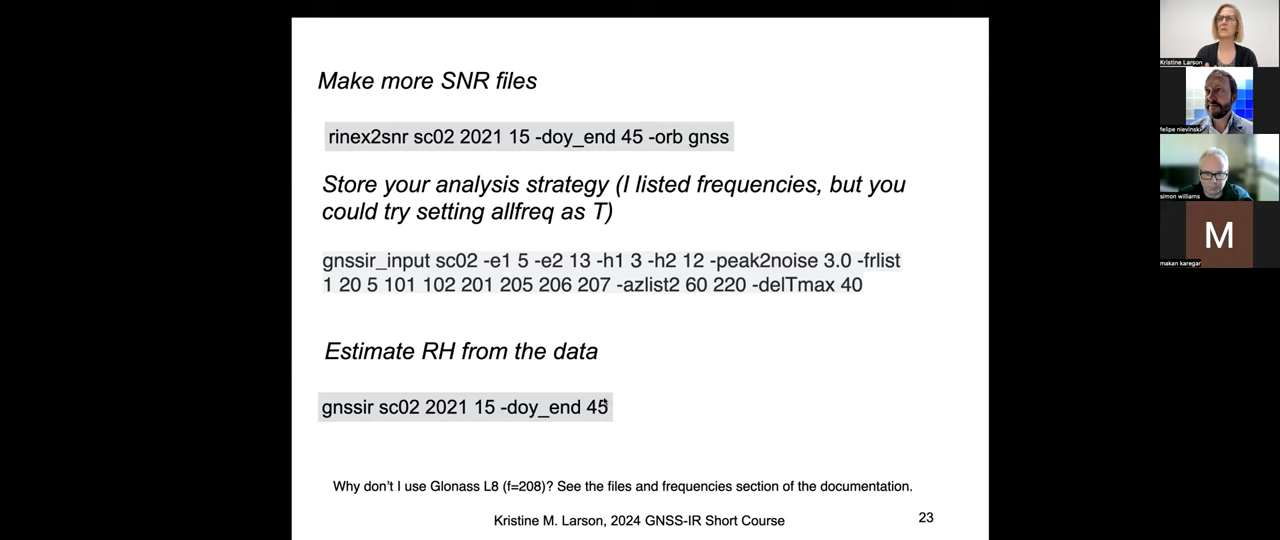 Make more SNR files
rinex2snr sc02 2021 15 -doy_end 45 -orb gnss
Store your analysis strategy (I listed frequencies, but you
could try setting allfreq as T)
gnssir_input sc02 -e1 5 -e2 13 -h1 3 -h2 12 -peak2noise 3.0 -frlist
1 20 5 101 102 201 205 206 207 -azlist2 60 220 -delTmax 40
Estimate RH from the data
gnssir sc02 2021 15 -doy_end 45
Why don't I use Glonass L8 (f=208)? See the files and frequencies section of the documentation.
Kristine M. Larson, 2024 GNSS-IR Short Course
23
Kristine Larson
felipe nievinski
simon williams
M
makan karegar